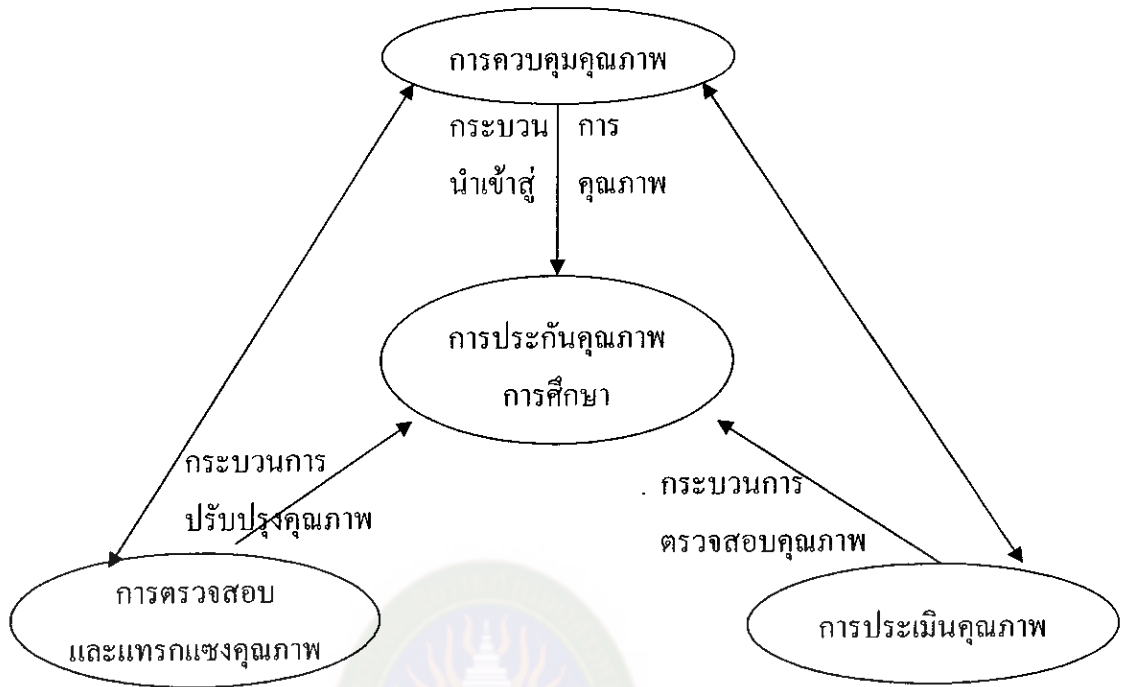 การควบคุมคุณภาพ
กระบวน การ
นำเข้าสู่ คุณภาพ
การประกันคุณภาพ
การศึกษา
กระบวนการ
ปรับปรุงคุณภาพ
กระบวนการ
ตรวจสอบคุณภาพ
การตรวจสอบ
และแทรกแซงคุณภาพ
การประเมินคุณภาพ